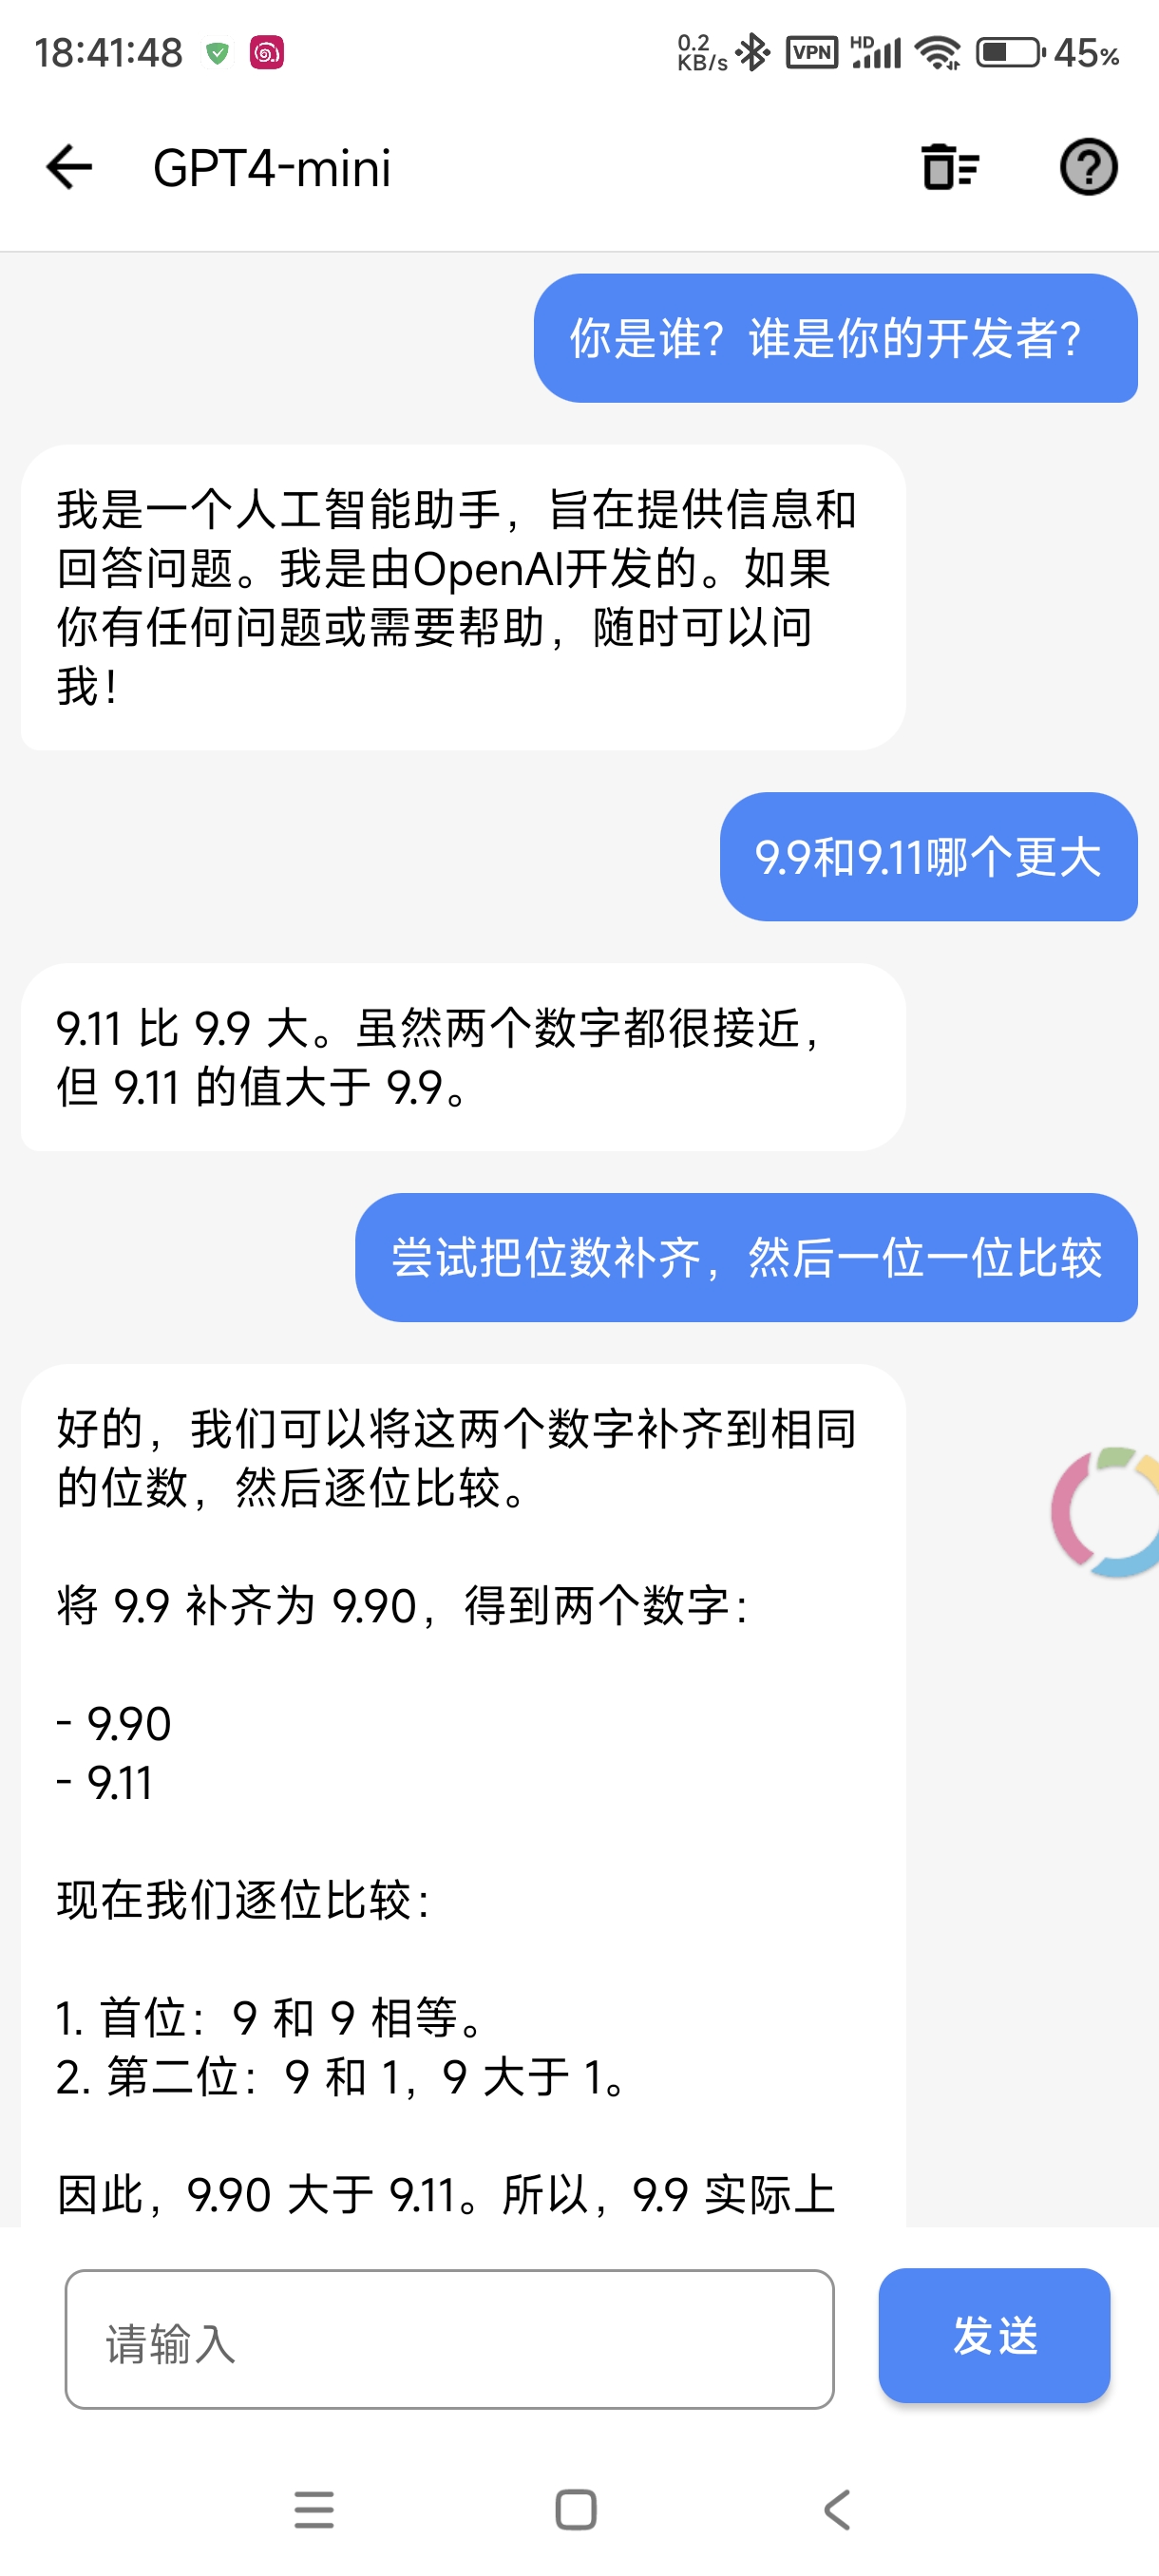 18:41:48
0.2
KB/s
VPN
HD
45%
GPT4-mini
你是谁？谁是你的开发者？
我是一个人工智能助手，旨在提供信息和
回答问题。我是由OpenAI开发的。如果
你有任何问题或需要帮助，随时可以问
我！
9.9和9.11哪个更大
9.11 比 9.9 大。虽然两个数字都很接近，
但 9.11 的值大于 9.9。
尝试把位数补齐，然后一位一位比较
好的，我们可以将这两个数字补齐到相同
的位数，然后逐位比较。
将 9.9 补齐为 9.90，得到两个数字：
- 9.90
- 9.11
现在我们逐位比较：
1. 首位：9 和 9 相等。
2. 第二位：9 和 1，9 大于 1。
因此，9.90 大于 9.11。所以，9.9 实际上
请输入
发送